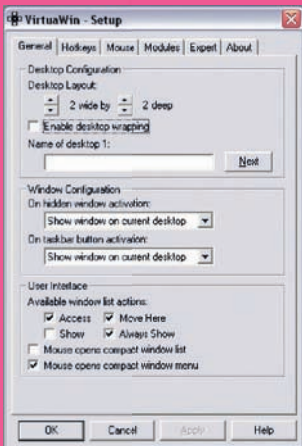 VirtuaWin - Setup
General Hotkeys Mouse Modules Expert About
Desktop Configuration
Desktop Layout:
2 wide by 2 deep
Enable desktop wrapping
Name of desktop 1:
Next
Window Configuration
On hidden window activation:
Show window on current desktop
On taskbar button activation:
Show window on current desktop
User Interface
Available window list actions:
Access Move Here
Show Always Show
Mouse opens compact window list
Mouse opens compact window menu
OK Cancel Apply Help